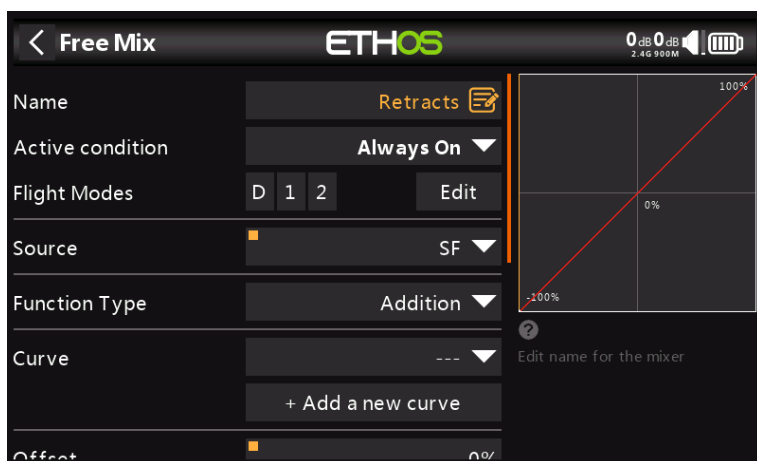 Free Mix
ETHOS
0dB 0dB
2.4G 900M
Name
Retracts
Active condition
Always On
Flight Modes
D 1 2
Edit
Source
SF
Function Type
Addition
Curve
---
+ Add a new curve
Offset
0%
100%
0%
-100%
?
Edit name for the mixer